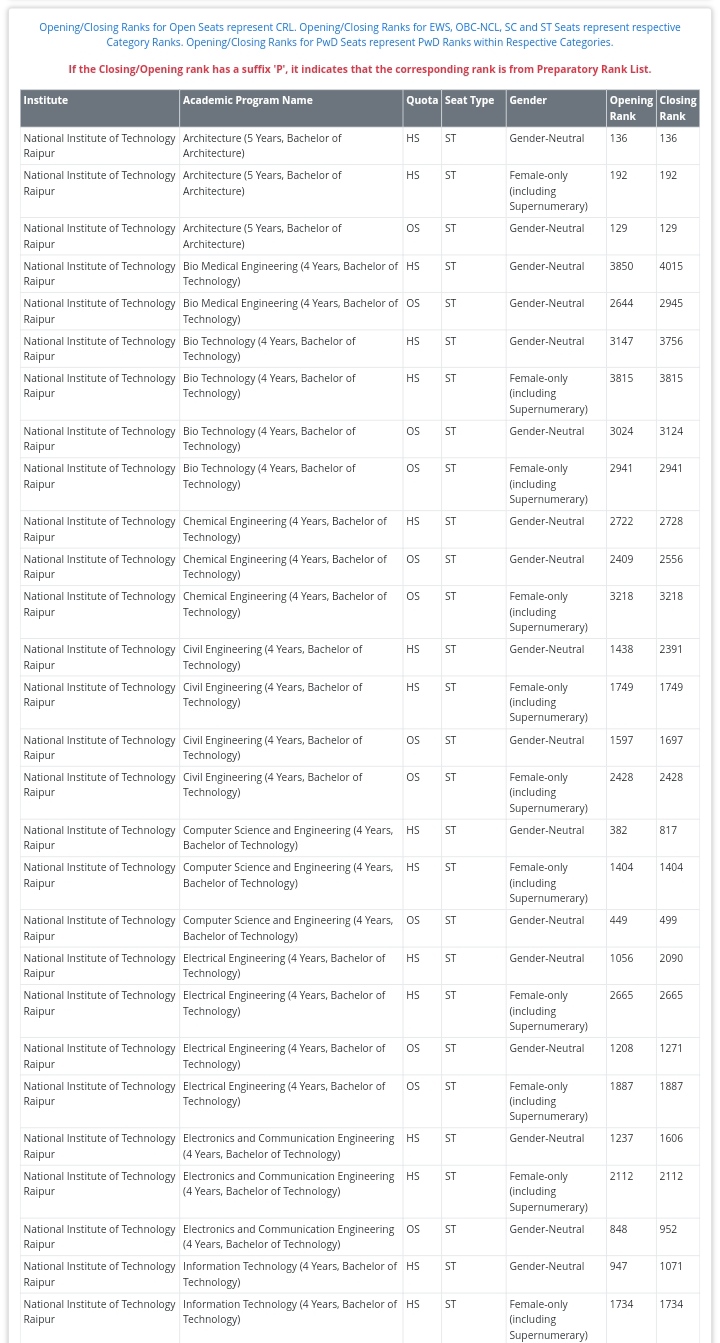 Opening/Closing Ranks for Open Seats represent CRL. Opening/Closing Ranks for EWS, OBC-NCL, SC and ST Seats represent respective
Category Ranks. Opening/Closing Ranks for PwD Seats represent PwD Ranks within Respective Categories.
If the Closing/Opening rank has a suffix 'P', it indicates that the corresponding rank is from Preparatory Rank List.
Institute Academic Program Name Quota Seat Type Gender Opening Closing
Rank Rank
National Institute of Technology Architecture (5 Years, Bachelor of HS ST Gender-Neutral 136 136
Raipur Architecture)
National Institute of Technology Architecture (5 Years, Bachelor of HS ST Female-only 192 192
Raipur Architecture) (including
Supernumerary)
National Institute of Technology Architecture (5 Years, Bachelor of OS ST Gender-Neutral 129 129
Raipur Architecture)
National Institute of Technology Bio Medical Engineering (4 Years, Bachelor of HS ST Gender-Neutral 3850 4015
Raipur Technology)
National Institute of Technology Bio Medical Engineering (4 Years, Bachelor of OS ST Gender-Neutral 2644 2945
Raipur Technology)
National Institute of Technology Bio Technology (4 Years, Bachelor of HS ST Gender-Neutral 3147 3756
Raipur Technology)
National Institute of Technology Bio Technology (4 Years, Bachelor of HS ST Female-only 3815 3815
Raipur Technology) (including
Supernumerary)
National Institute of Technology Bio Technology (4 Years, Bachelor of OS ST Gender-Neutral 3024 3124
Raipur Technology)
National Institute of Technology Bio Technology (4 Years, Bachelor of OS ST Female-only 2941 2941
Raipur Technology) (including
Supernumerary)
National Institute of Technology Chemical Engineering (4 Years, Bachelor of HS ST Gender-Neutral 2722 2728
Raipur Technology)
National Institute of Technology Chemical Engineering (4 Years, Bachelor of OS ST Gender-Neutral 2409 2556
Raipur Technology)
National Institute of Technology Chemical Engineering (4 Years, Bachelor of OS ST Female-only 3218 3218
Raipur Technology) (including
Supernumerary)
National Institute of Technology Civil Engineering (4 Years, Bachelor of HS ST Gender-Neutral 1438 2391
Raipur Technology)
National Institute of Technology Civil Engineering (4 Years, Bachelor of HS ST Female-only 1749 1749
Raipur Technology) (including
Supernumerary)
National Institute of Technology Civil Engineering (4 Years, Bachelor of OS ST Gender-Neutral 1597 1697
Raipur Technology)
National Institute of Technology Civil Engineering (4 Years, Bachelor of OS ST Female-only 2428 2428
Raipur Technology) (including
Supernumerary)
National Institute of Technology Computer Science and Engineering (4 Years, HS ST Gender-Neutral 382 817
Raipur Bachelor of Technology)
National Institute of Technology Computer Science and Engineering (4 Years, HS ST Female-only 1404 1404
Raipur Bachelor of Technology) (including
Supernumerary)
National Institute of Technology Computer Science and Engineering (4 Years, OS ST Gender-Neutral 449 499
Raipur Bachelor of Technology)
National Institute of Technology Electrical Engineering (4 Years, Bachelor of HS ST Gender-Neutral 1056 2090
Raipur Technology)
National Institute of Technology Electrical Engineering (4 Years, Bachelor of HS ST Female-only 2665 2665
Raipur Technology) (including
Supernumerary)
National Institute of Technology Electrical Engineering (4 Years, Bachelor of OS ST Gender-Neutral 1208 1271
Raipur Technology)
National Institute of Technology Electrical Engineering (4 Years, Bachelor of OS ST Female-only 1887 1887
Raipur Technology) (including
Supernumerary)
National Institute of Technology Electronics and Communication Engineering HS ST Gender-Neutral 1237 1606
Raipur (4 Years, Bachelor of Technology)
National Institute of Technology Electronics and Communication Engineering HS ST Female-only 2112 2112
Raipur (4 Years, Bachelor of Technology) (including
Supernumerary)
National Institute of Technology Electronics and Communication Engineering OS ST Gender-Neutral 848 952
Raipur (4 Years, Bachelor of Technology)
National Institute of Technology Information Technology (4 Years, Bachelor of HS ST Gender-Neutral 947 1071
Raipur Technology)
National Institute of Technology Information Technology (4 Years, Bachelor of HS ST Female-only 1734 1734
Raipur Technology) (including
Supernumerary)